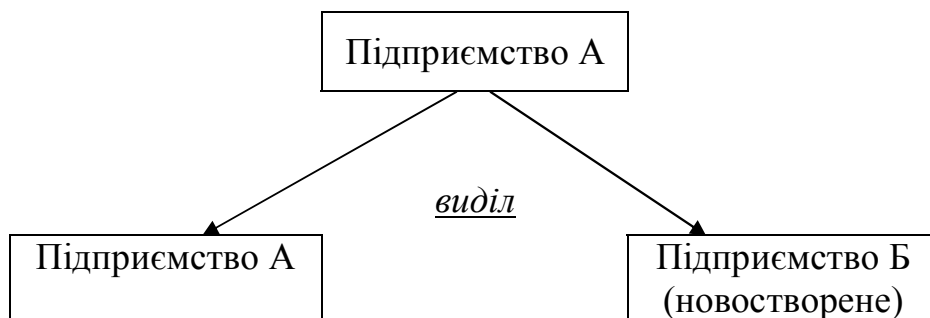 Підприємство А
виділ
Підприємство А
Підприємство Б
(новостворене)